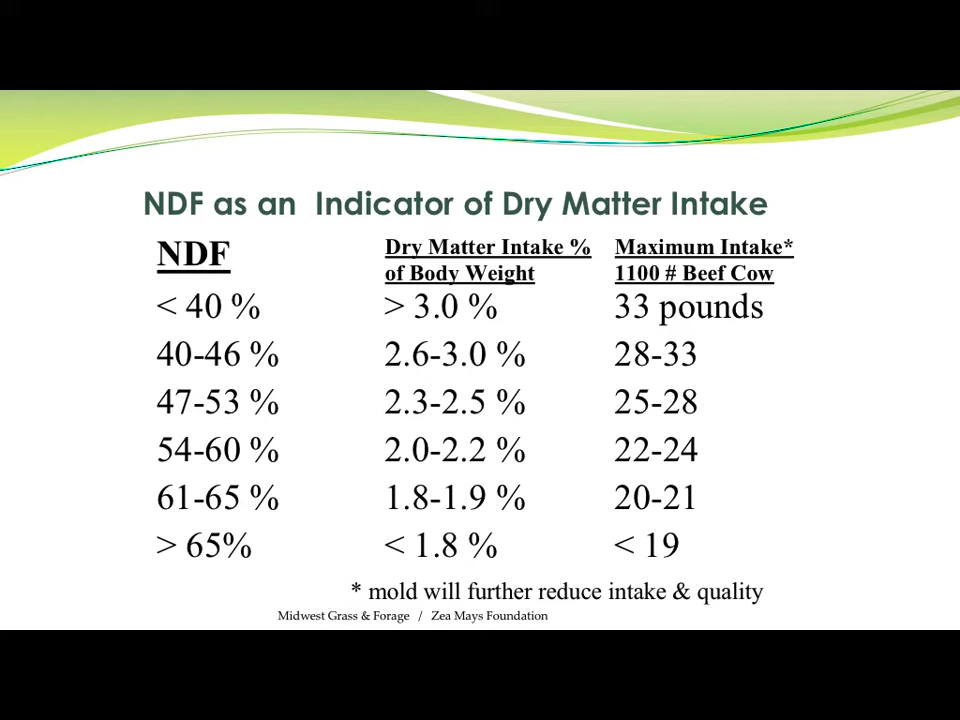 NDF as an Indicator of Dry Matter Intake
NDF Dry Matter Intake % of Body Weight Maximum Intake* 1100 # Beef Cow
< 40 % > 3.0 % 33 pounds
40-46 % 2.6-3.0 % 28-33
47-53 % 2.3-2.5 % 25-28
54-60 % 2.0-2.2 % 22-24
61-65 % 1.8-1.9 % 20-21
> 65% < 1.8 % < 19
* mold will further reduce intake & quality
Midwest Grass & Forage / Zea Mays Foundation